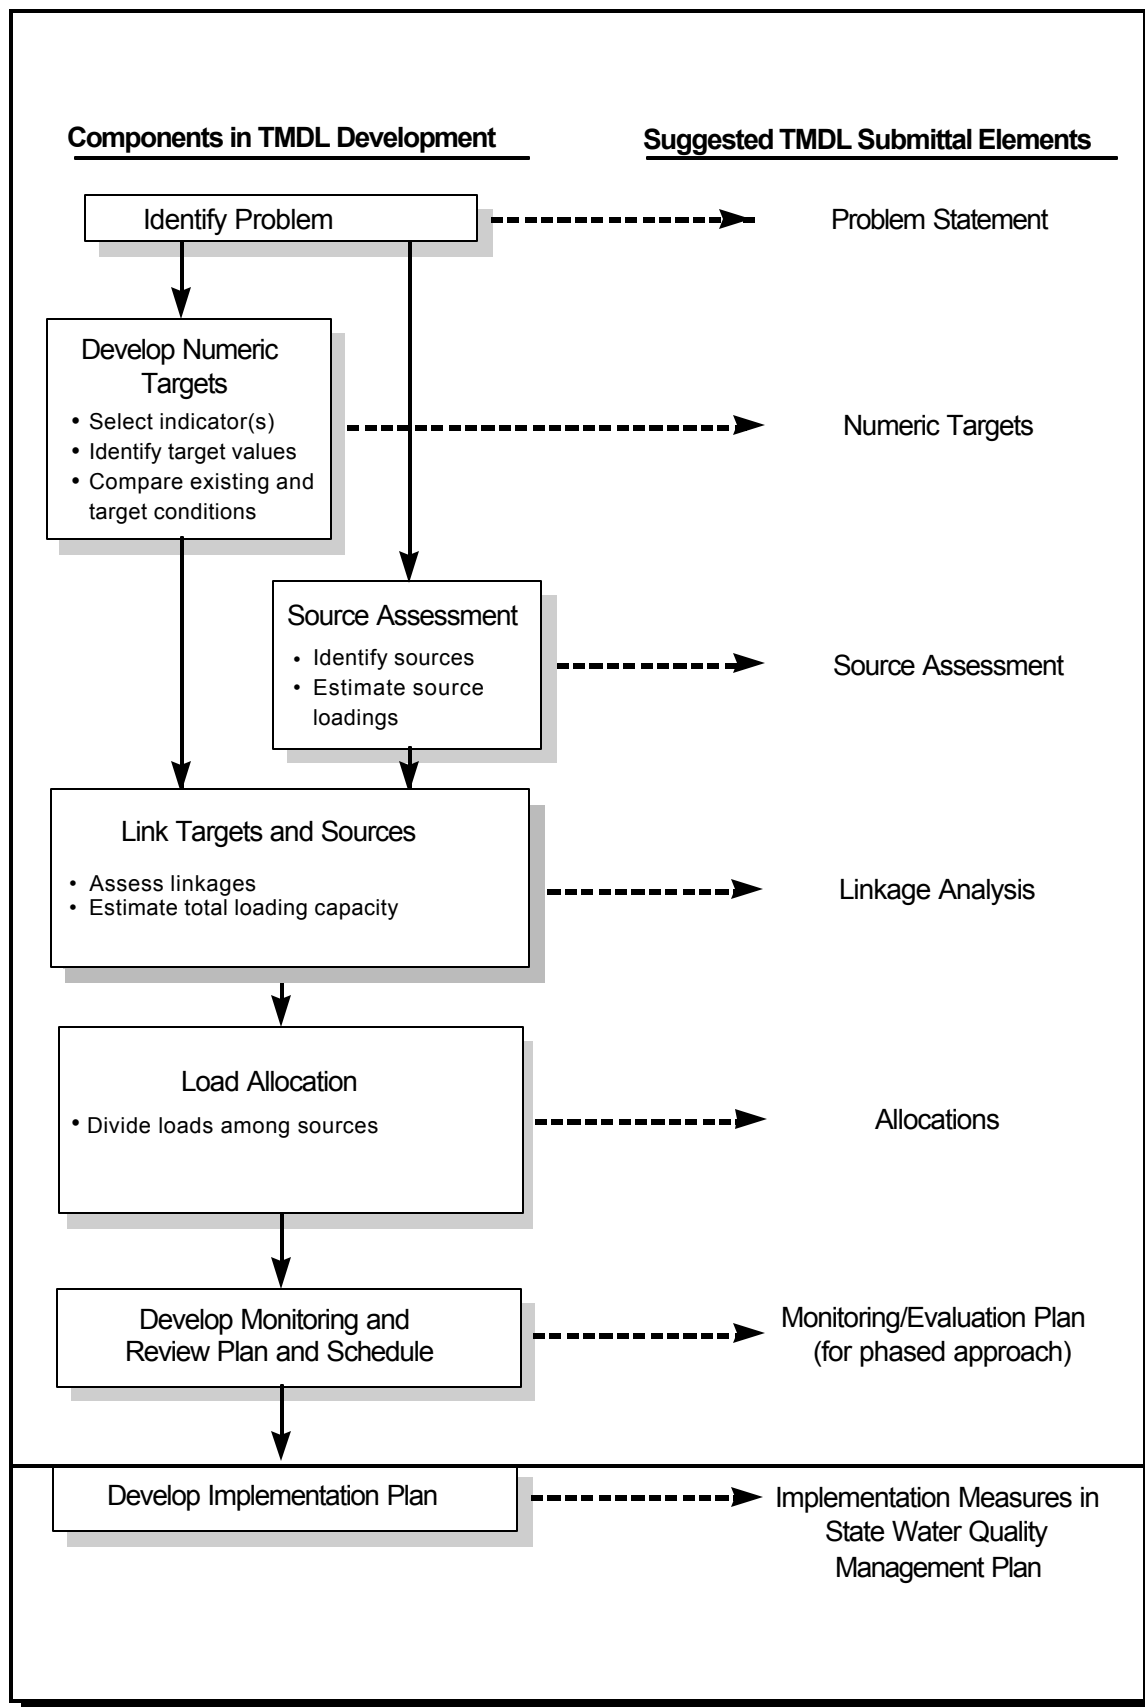 Components in TMDL Development
Suggested TMDL Submittal Elements
Identify Problem
Problem Statement
Develop Numeric
Targets
• Select indicator(s)
• Identify target values
• Compare existing and
target conditions
Numeric Targets
Source Assessment
• Identify sources
• Estimate source
loadings
Source Assessment
Link Targets and Sources
• Assess linkages
• Estimate total loading capacity
Linkage Analysis
Load Allocation
• Divide loads among sources
Allocations
Develop Monitoring and
Review Plan and Schedule
Monitoring/Evaluation Plan
(for phased approach)
Develop Implementation Plan
Implementation Measures in
State Water Quality
Management Plan